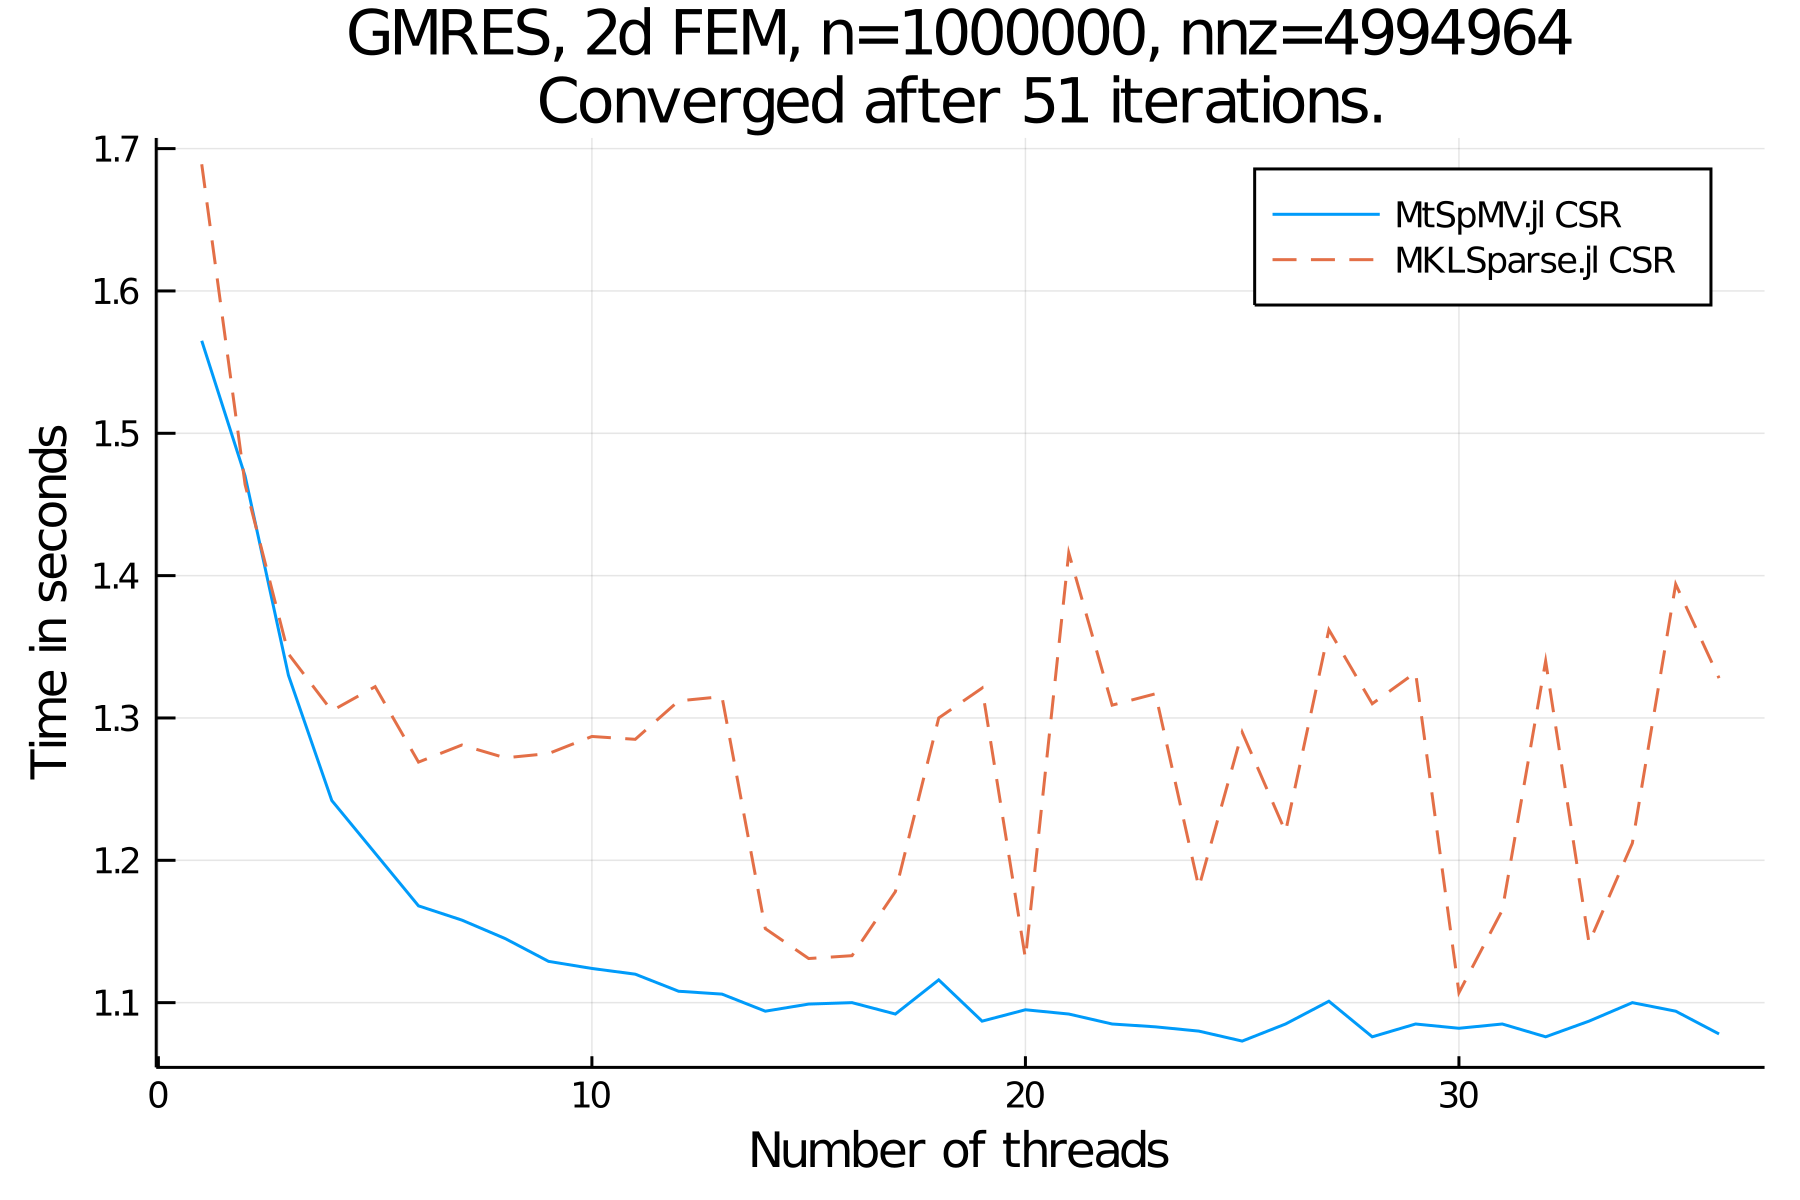 GMRES, 2d FEM, n=1000000, nnz=4994964
Converged after 51 iterations.
1.7
1.6
1.5
1.4
1.3
1.2
1.1
Time in seconds
MtSpMV.jl CSR
MKLSparse.jl CSR
0
10
20
30
Number of threads